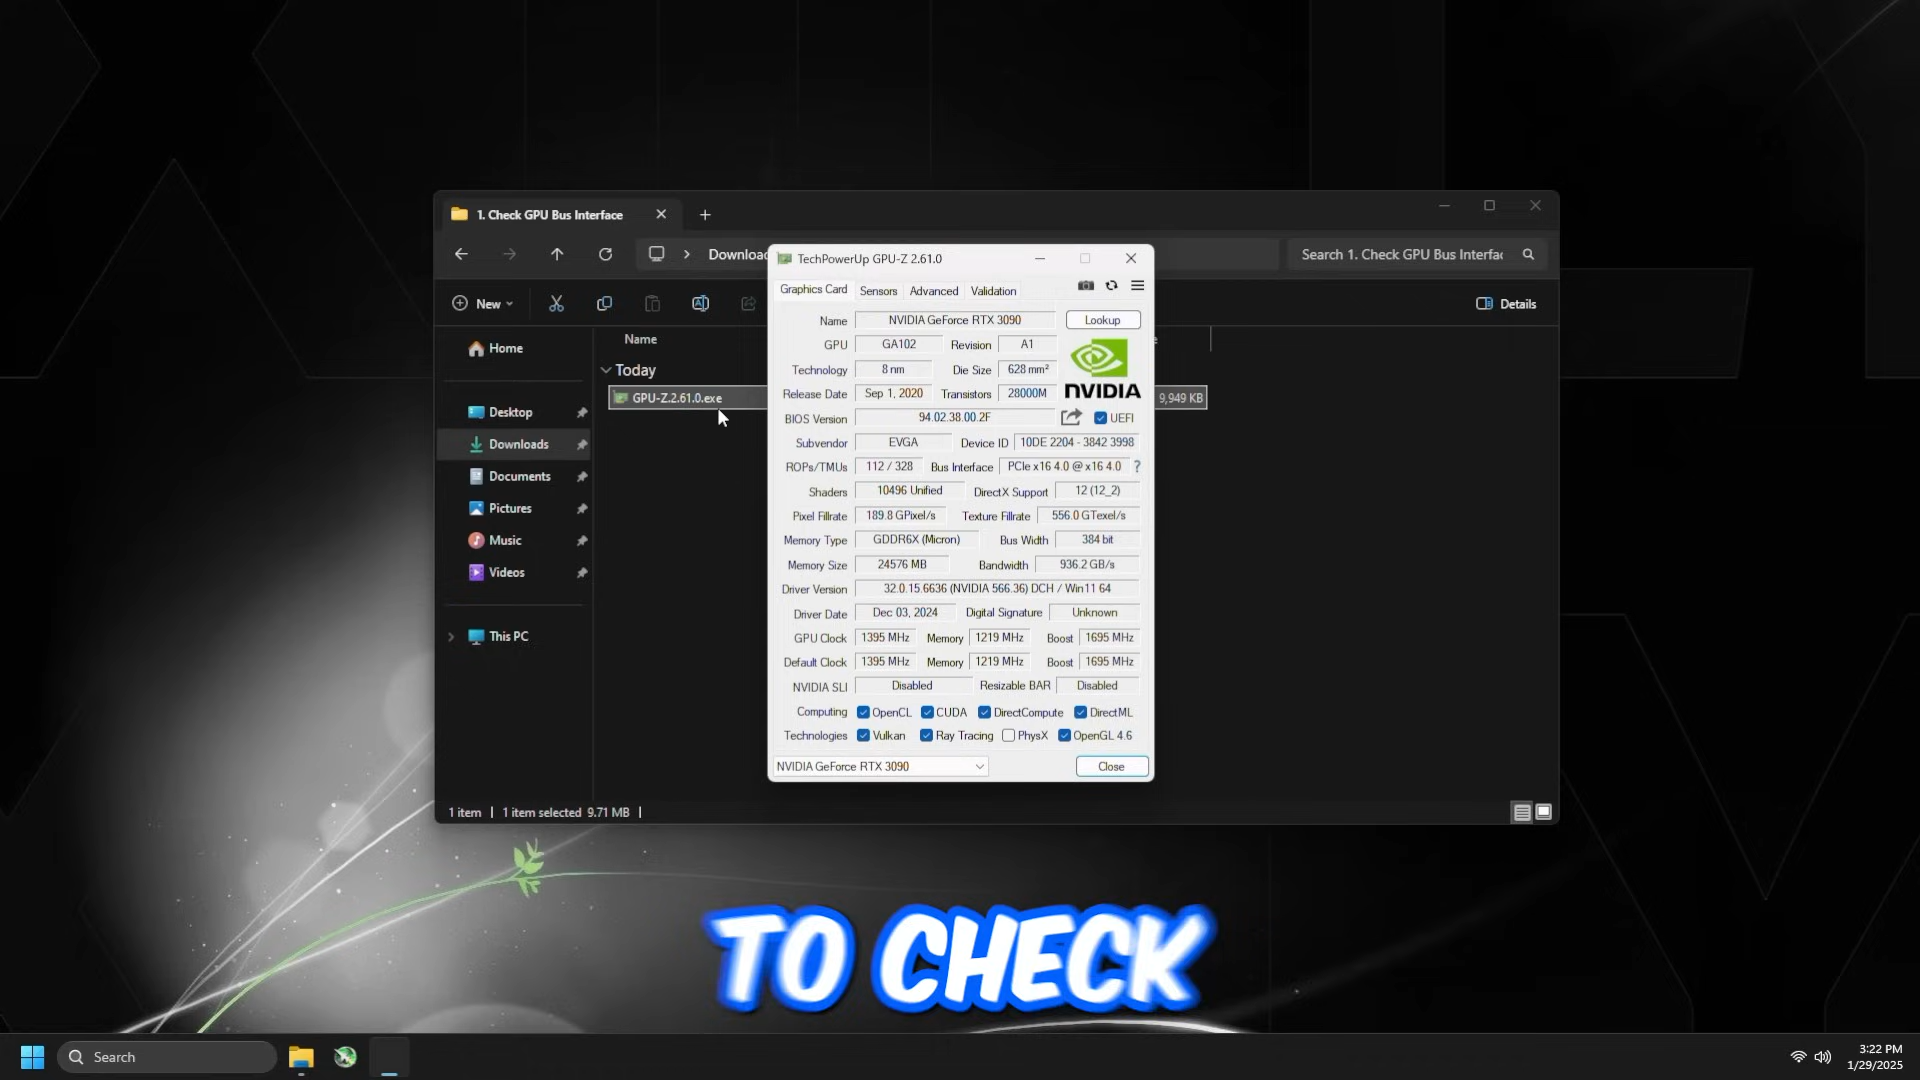 1. Check GPU Bus Interface
Search 1. Check GPU Bus Interfac
New
Details
Home
Desktop
Downloads
Documents
Pictures
Music
Videos
This PC
Name
Today
GPU-Z.2.61.0.exe
9,949 KB
1 item 1 item selected 9.71 MB
TechPowerUp GPU-Z 2.61.0
Graphics Card Sensors Advanced Validation
Name NVIDIA GeForce RTX 3090 Lookup
GPU GA102 Revision A1
Technology 8 nm Die Size 628 mm²
Release Date Sep 1, 2020 Transistors 28000M
NVIDIA
BIOS Version 94.02.38.00.2F UEFI
Subvendor EVGA Device ID 10DE 2204 - 3842 3998
ROPs/TMUs 112 / 328 Bus Interface PCIe x16 4.0 @ x16 4.0 ?
Shaders 10496 Unified DirectX Support 12 (12_2)
Pixel Fillrate 189.8 GPixel/s Texture Fillrate 556.0 GTexel/s
Memory Type GDDR6X (Micron) Bus Width 384 bit
Memory Size 24576 MB Bandwidth 936.2 GB/s
Driver Version 32.0.15.6636 (NVIDIA 566.36) DCH / Win11 64
Driver Date Dec 03, 2024 Digital Signature Unknown
GPU Clock 1395 MHz Memory 1219 MHz Boost 1695 MHz
Default Clock 1395 MHz Memory 1219 MHz Boost 1695 MHz
NVIDIA SLI Disabled Resizable BAR Disabled
Computing OpenCL CUDA DirectCompute DirectML
Technologies Vulkan Ray Tracing PhysX OpenGL 4.6
NVIDIA GeForce RTX 3090 Close
TO CHECK
Search
3:22 PM
1/29/2025